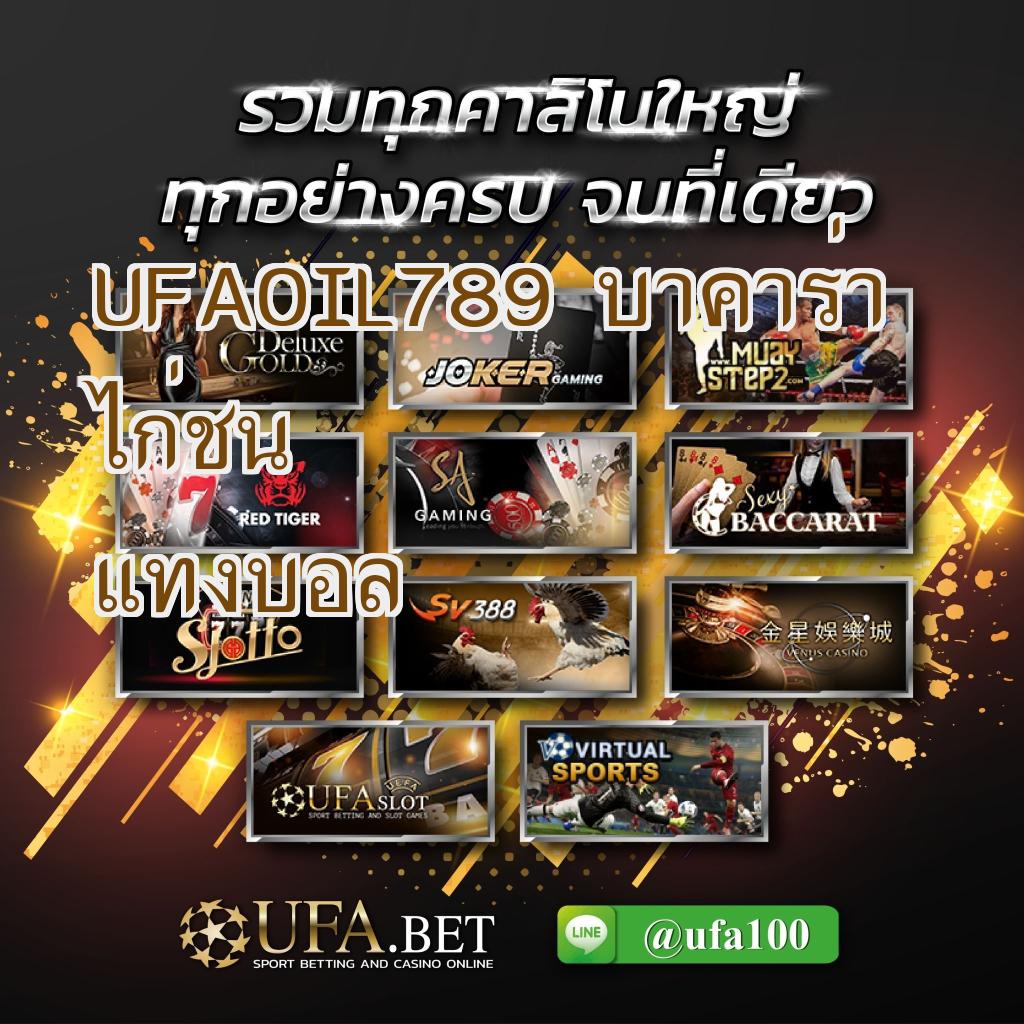 รวมทุกคาสิโนใหญ่
ทุกอย่างครบ จบที่เดียว
UFAOIL789 บาคาร่า
ไก่ชน
แทงบอล
Deluxe
GOLD
JOKER GAMING
WWW.MUAY
STEP2.COM
7
RED TIGER
SA
GAMING
Sexy
BACCARAT
Slotto
SV388
金星娛樂城
VENUS CASINO
UEFA
UFA SLOT
SPORT BETTING AND SLOT GAMES
VIRTUAL
SPORTS
UFA.BET
SPORT BETTING AND CASINO ONLINE
LINE
@ufa100